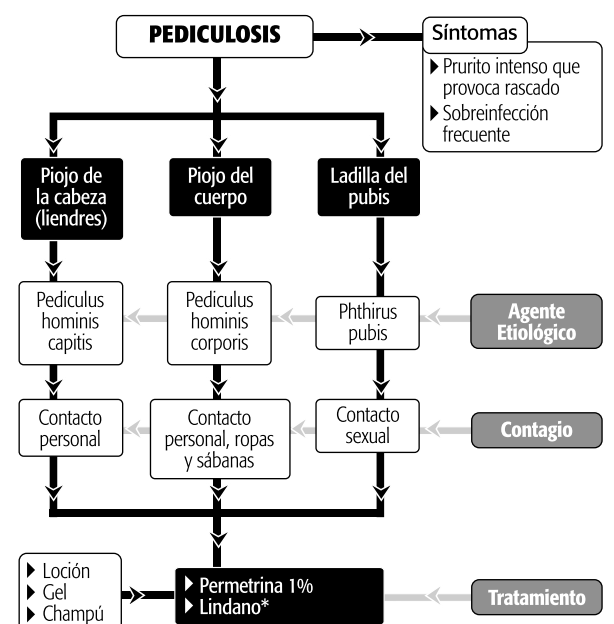 PEDICULOSIS
Síntomas
Prurito intenso que
provoca rascado
Sobreinfección
frecuente
Piojo de
la cabeza
(liendres)
Piojo del
cuerpo
Ladilla del
pubis
Pediculus
hominis
capitis
Pediculus
hominis
corporis
Phthirus
pubis
Agente
Etiológico
Contacto
personal
Contacto
personal, ropas
y sábanas
Contacto
sexual
Contagio
Loción
Gel
Champú
Permetrina 1%
Lindano*
Tratamiento